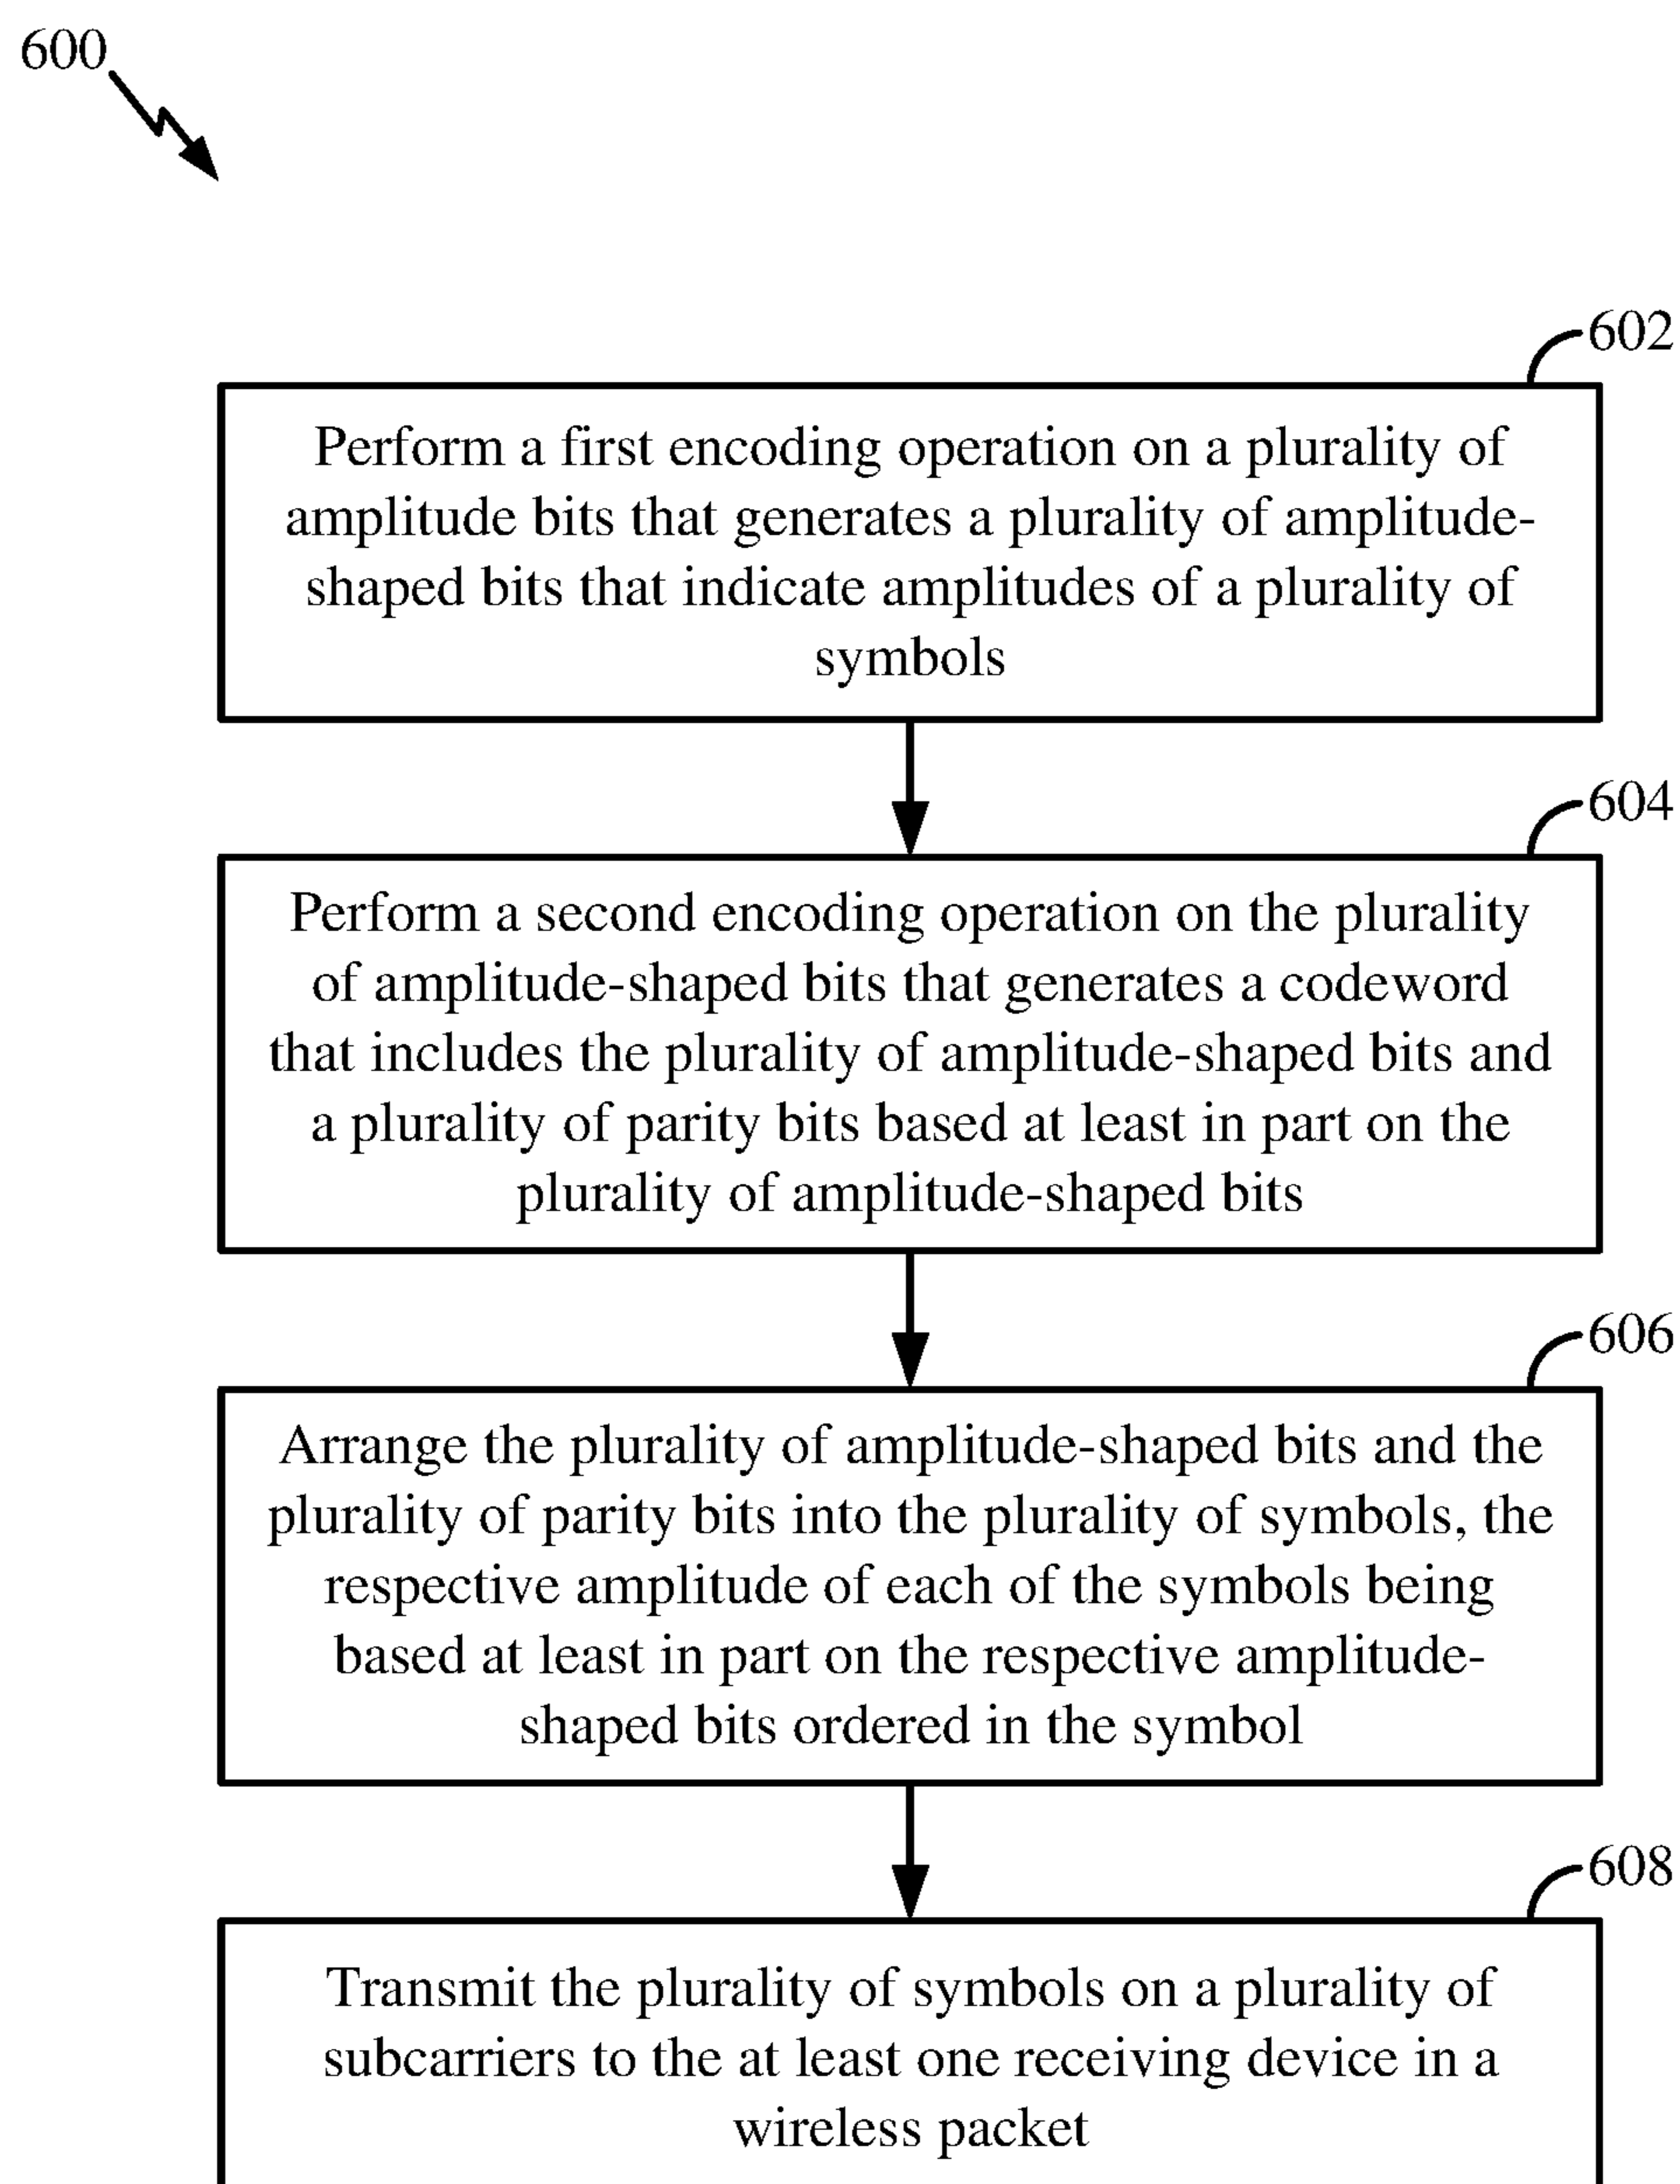 600
602
Perform a first encoding operation on a plurality of
amplitude bits that generates a plurality of amplitude-
shaped bits that indicate amplitudes of a plurality of
symbols
604
Perform a second encoding operation on the plurality
of amplitude-shaped bits that generates a codeword
that includes the plurality of amplitude-shaped bits and
a plurality of parity bits based at least in part on the
plurality of amplitude-shaped bits
606
Arrange the plurality of amplitude-shaped bits and the
plurality of parity bits into the plurality of symbols, the
respective amplitude of each of the symbols being
based at least in part on the respective amplitude-
shaped bits ordered in the symbol
608
Transmit the plurality of symbols on a plurality of
subcarriers to the at least one receiving device in a
wireless packet